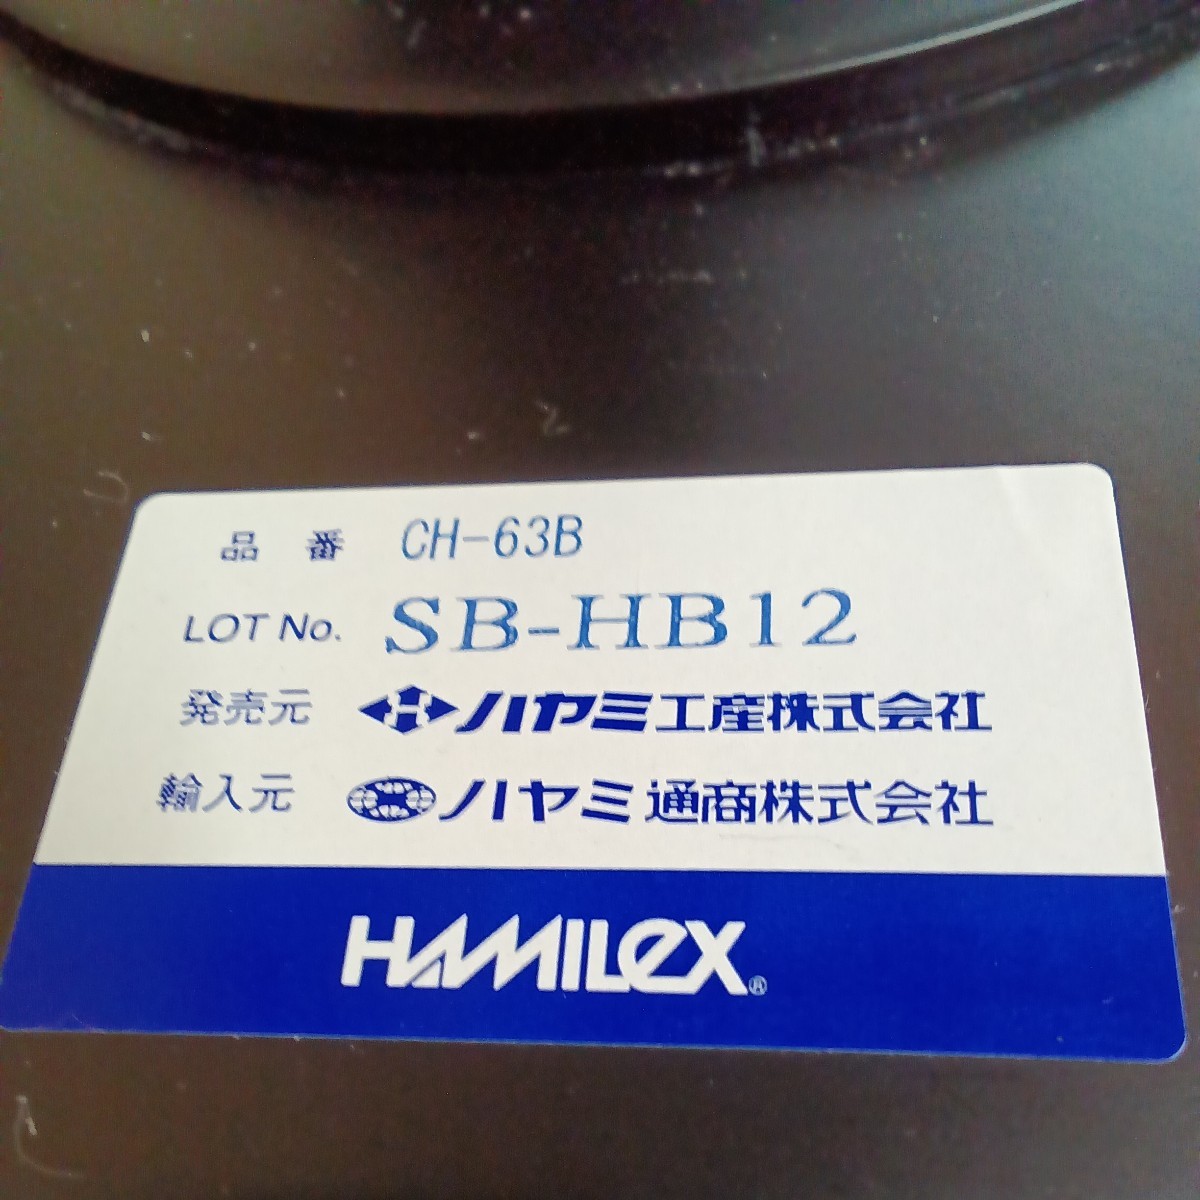 品 番 CH-63B
LOT No. SB-HB12
発売元 ハヤミ工産株式会社
輸入元 ハヤミ通商株式会社
HAMILEX®